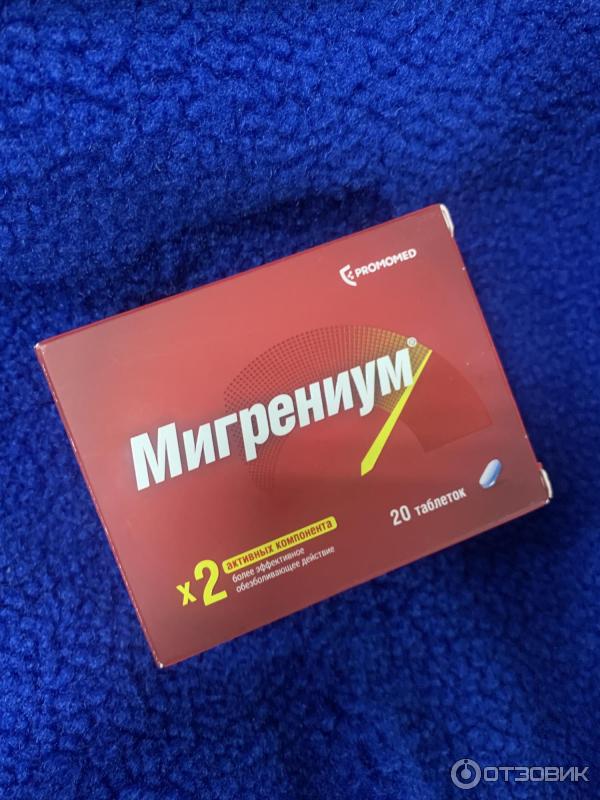 PROMOMED
Мигрениум®
20 таблеток
x2 активных компонента
более эффективное
обезболивающее действие
ОТЗОВИК